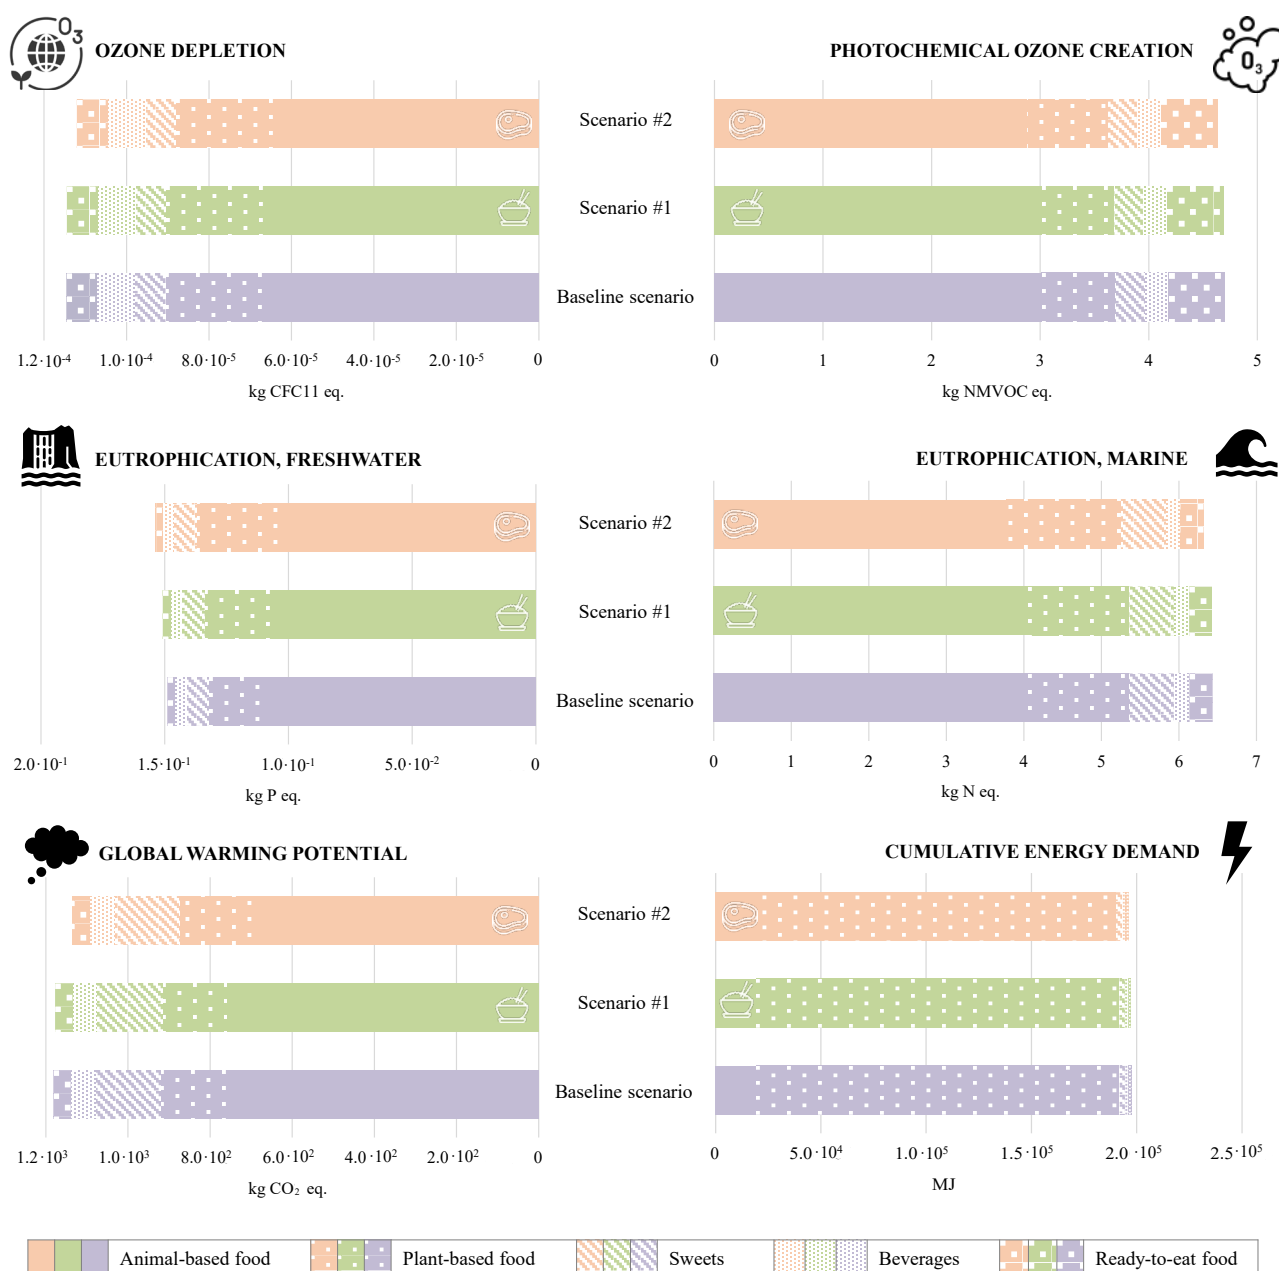 O3
OZONE DEPLETION
PHOTOCHEMICAL OZONE CREATION
O3
Scenario #2
Scenario #1
Baseline scenario
1.2·10⁻⁴ 1.0·10⁻⁴ 8.0·10⁻⁵ 6.0·10⁻⁵ 4.0·10⁻⁵ 2.0·10⁻⁵ 0
0 1 2 3 4 5
kg CFC11 eq.
kg NMVOC eq.
EUTROPHICATION, FRESHWATER
EUTROPHICATION, MARINE
Scenario #2
Scenario #1
Baseline scenario
2.0·10⁻¹ 1.5·10⁻¹ 1.0·10⁻¹ 5.0·10⁻² 0
0 1 2 3 4 5 6 7
kg P eq.
kg N eq.
GLOBAL WARMING POTENTIAL
CUMULATIVE ENERGY DEMAND
Scenario #2
Scenario #1
Baseline scenario
1.2·10³ 1.0·10³ 8.0·10² 6.0·10² 4.0·10² 2.0·10² 0
0 5.0·10⁴ 1.0·10⁵ 1.5·10⁵ 2.0·10⁵ 2.5·10⁵
kg CO₂ eq.
MJ
Animal-based food Plant-based food Sweets Beverages Ready-to-eat food